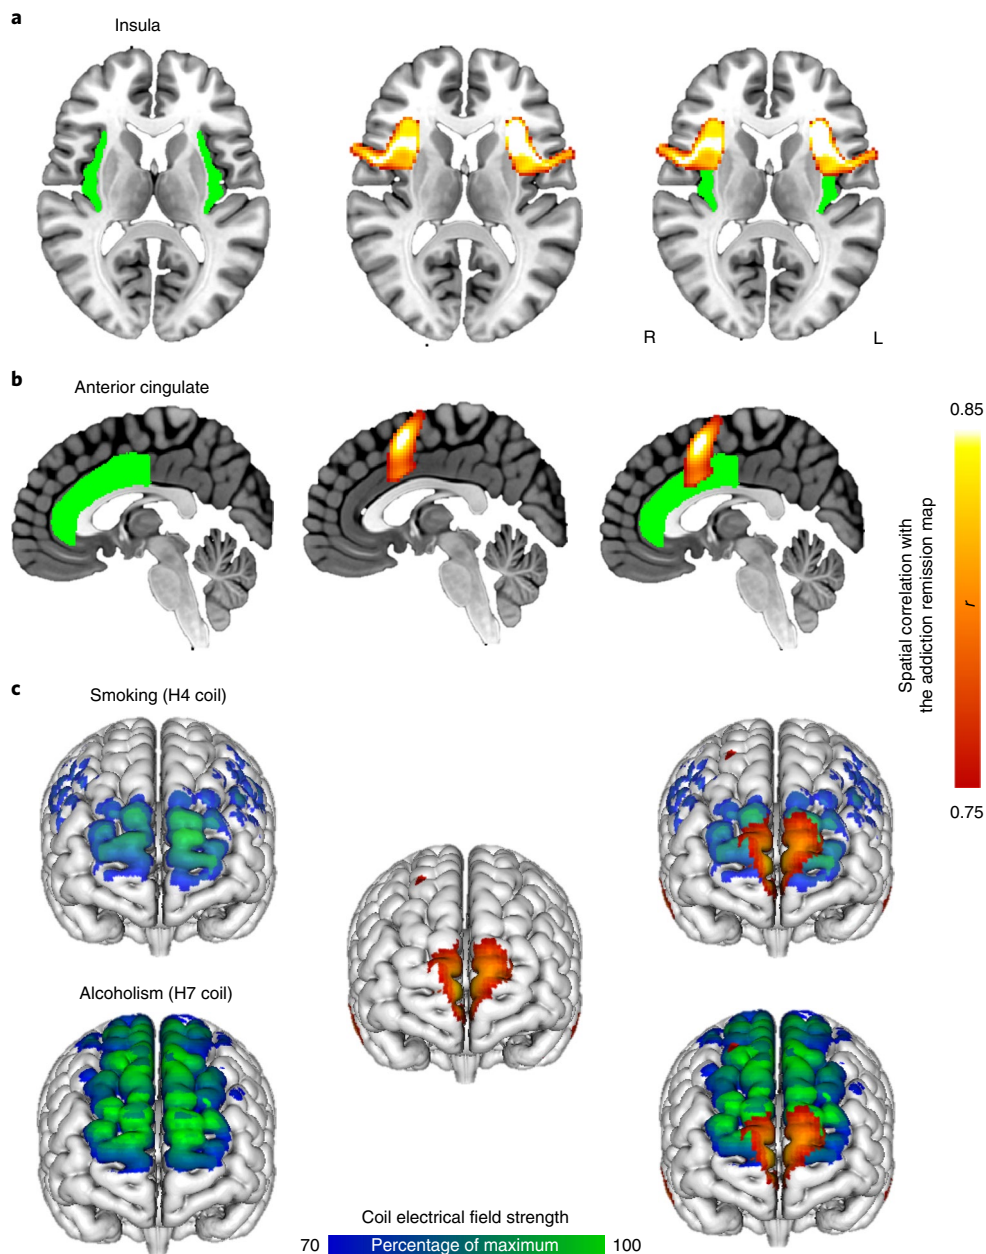 a
Insula
R
L
b
Anterior cingulate
0.85
Spatial correlation with
the addiction remission map
r
0.75
c
Smoking (H4 coil)
Alcoholism (H7 coil)
Coil electrical field strength
70 Percentage of maximum 100